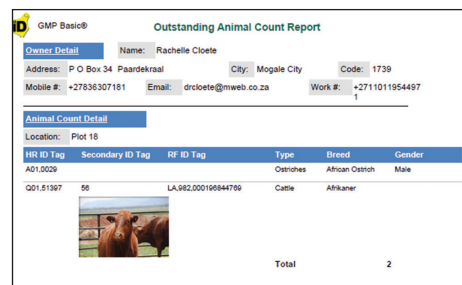 iD GMP Basic® Outstanding Animal Count Report
Owner Detail Name: Rachelle Cloete
Address: P O Box 34 Paardekraal City: Mogale City Code: 1739
Mobile #: +27836307181 Email: drcloete@mweb.co.za Work #: +2711011954497
1
Animal Count Detail
Location: Plot 18
HR ID Tag Secondary ID Tag RF ID Tag Type Breed Gender
A01,0029 Ostriches African Ostrich Male
Q01,51397 56 LA,982,000196844769 Cattle Afrikaner
Total 2